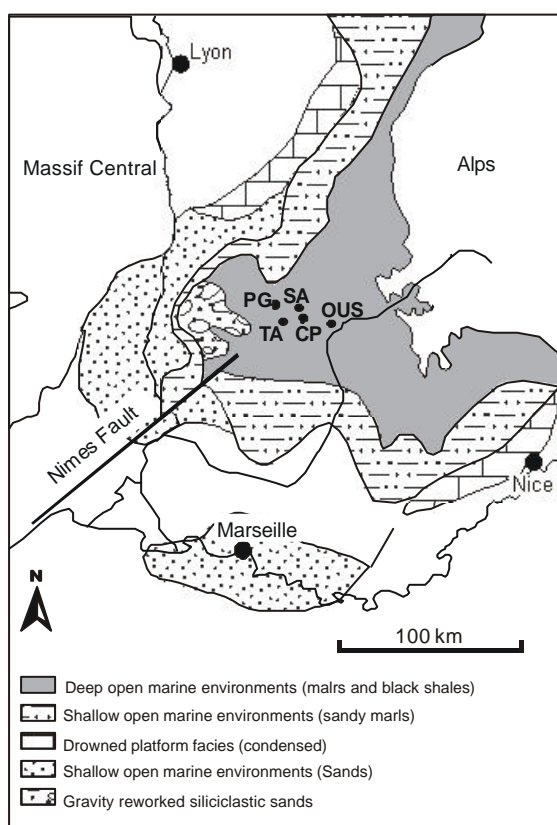 Lyon
Massif Central
Alps
PG
SA
OUS
TA
CP
Nimes Fault
Nice
Marseille
N
100 km
Deep open marine environments (malrs and black shales)
Shallow open marine environments (sandy marls)
Drowned platform facies (condensed)
Shallow open marine environments (Sands)
Gravity reworked siliciclastic sands